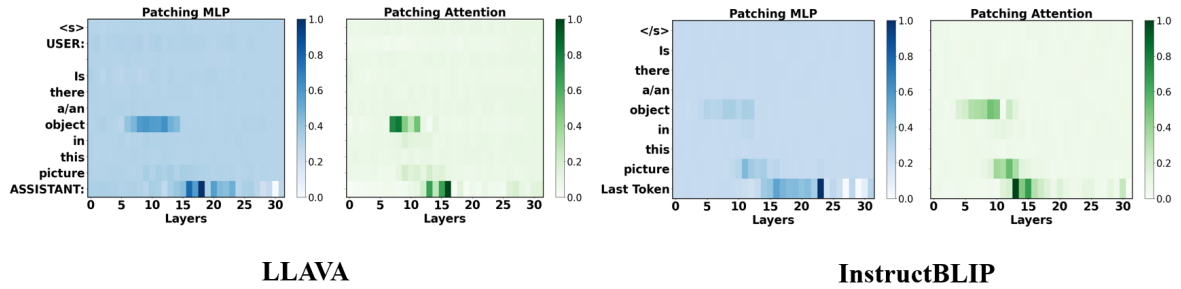 Patching MLP
Patching Attention
<s>
USER:
Is
there
a/an
object
in
this
picture
ASSISTANT:
0 5 10 15 20 25 30
Layers
1.0
0.8
0.6
0.4
0.2
0.0
0 5 10 15 20 25 30
Layers
1.0
0.8
0.6
0.4
0.2
0.0
LLAVA
Patching MLP
Patching Attention
</s>
Is
there
a/an
object
in
this
picture
Last Token
0 5 10 15 20 25 30
Layers
1.0
0.8
0.6
0.4
0.2
0.0
0 5 10 15 20 25 30
Layers
1.0
0.8
0.6
0.4
0.2
0.0
InstructBLIP